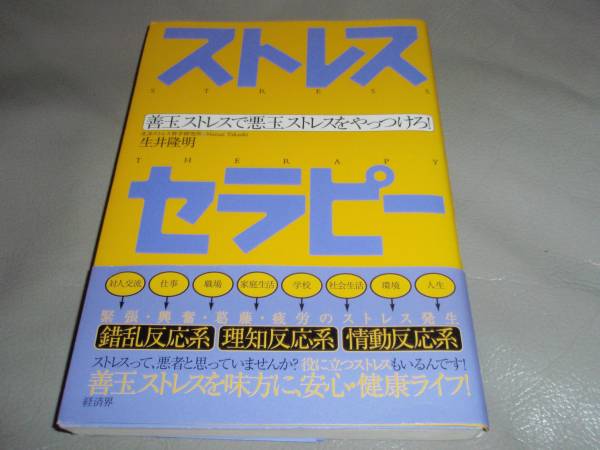 ストレス
STRESS
善玉ストレスで悪玉ストレスをやっつけろ!
生井隆明
THERAPY
セラピー
対人交流 仕事 職場 家庭生活 学校 社会生活 環境 人生
緊張・興奮・葛藤・疲労のストレス発生
錯乱反応系 理知反応系 情動反応系
ストレスって、悪者と思っていませんか?役に立つストレスもいるんです!
善玉ストレスを味方に、安心・健康ライフ!
経済界